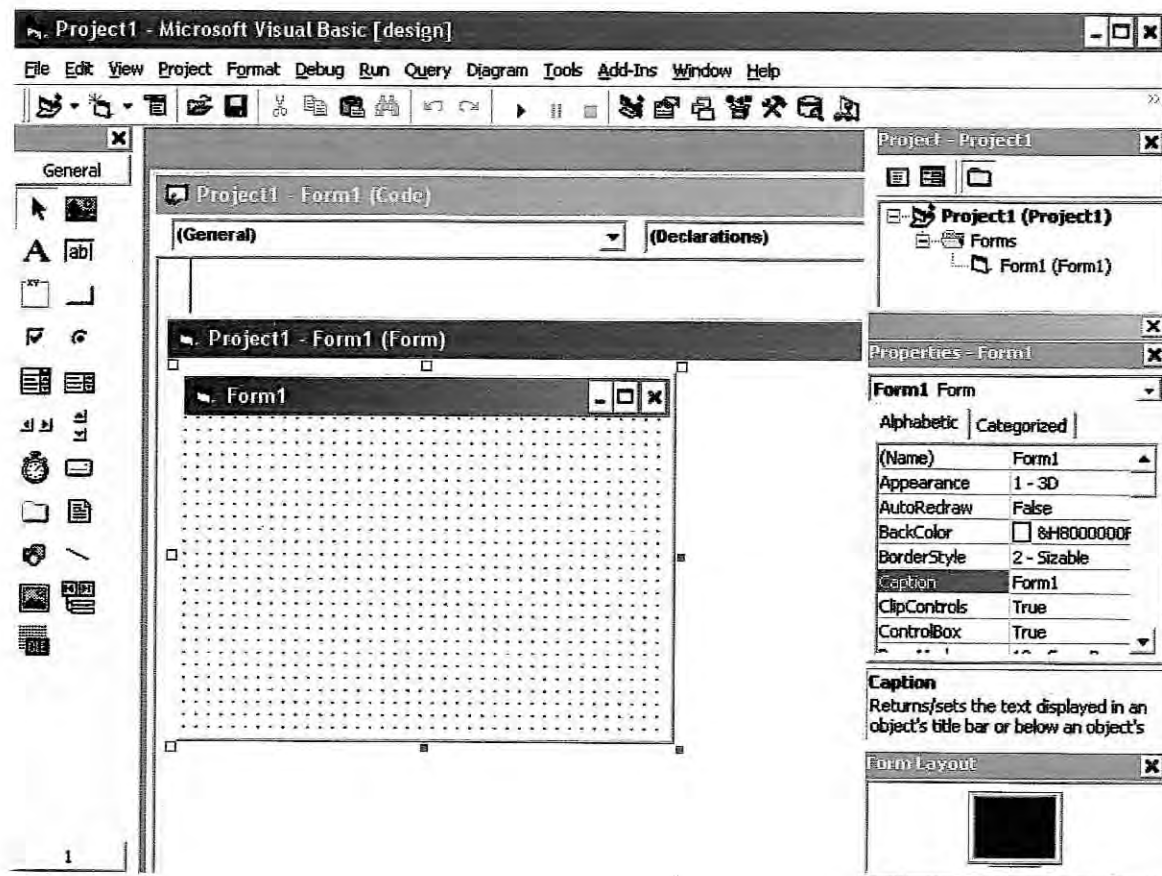 Project1 - Microsoft Visual Basic [design]
File Edit View Project Format Debug Run Query Diagram Tools Add-Ins Window Help
General
A
ab
XY
1
Project1 - Form1 (Code)
(General)
(Declarations)
Project1 - Form1 (Form)
Form1
Project - Project1
Project1 (Project1)
Forms
Form1 (Form1)
Properties - Form1
Form1 Form
Alphabetic Categorized
(Name) Form1
Appearance 1 - 3D
AutoRedraw False
BackColor &H8000000F
BorderStyle 2 - Sizable
Caption Form1
ClipControls True
ControlBox True
Caption
Returns/sets the text displayed in an
object's title bar or below an object's
Form Layout